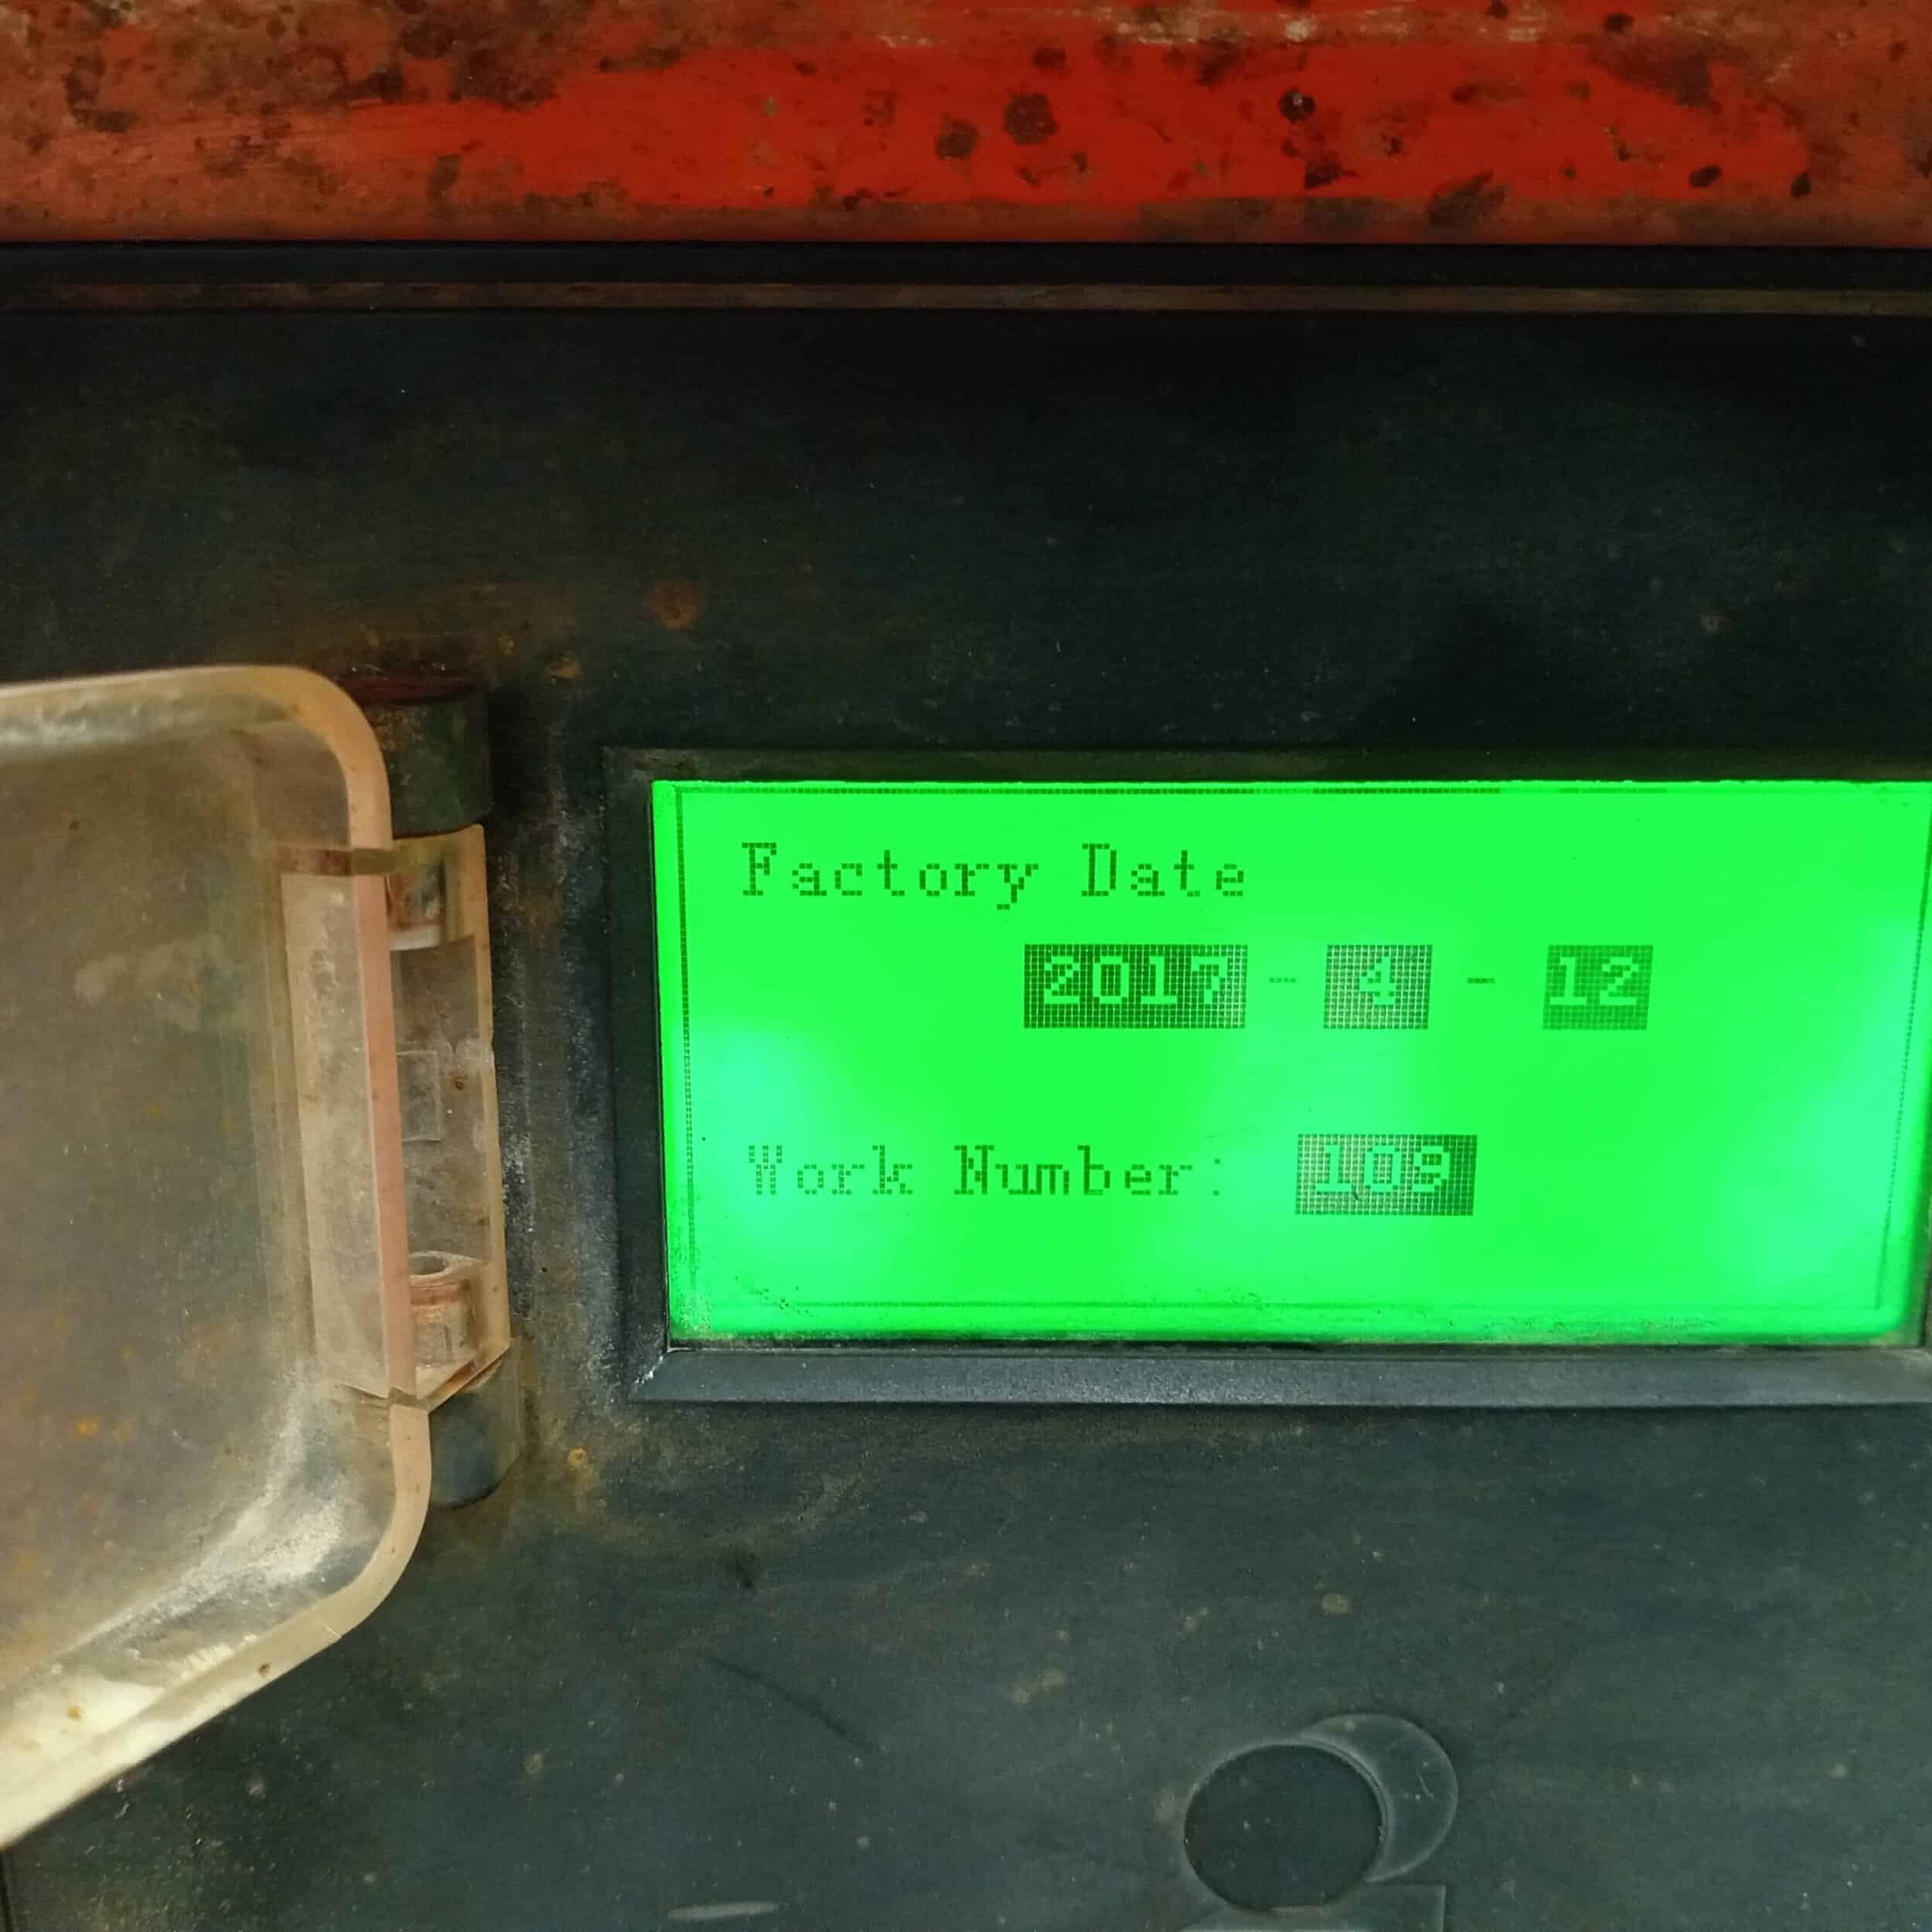 Factory Date
2017 - 4 - 12
Work Number: 109